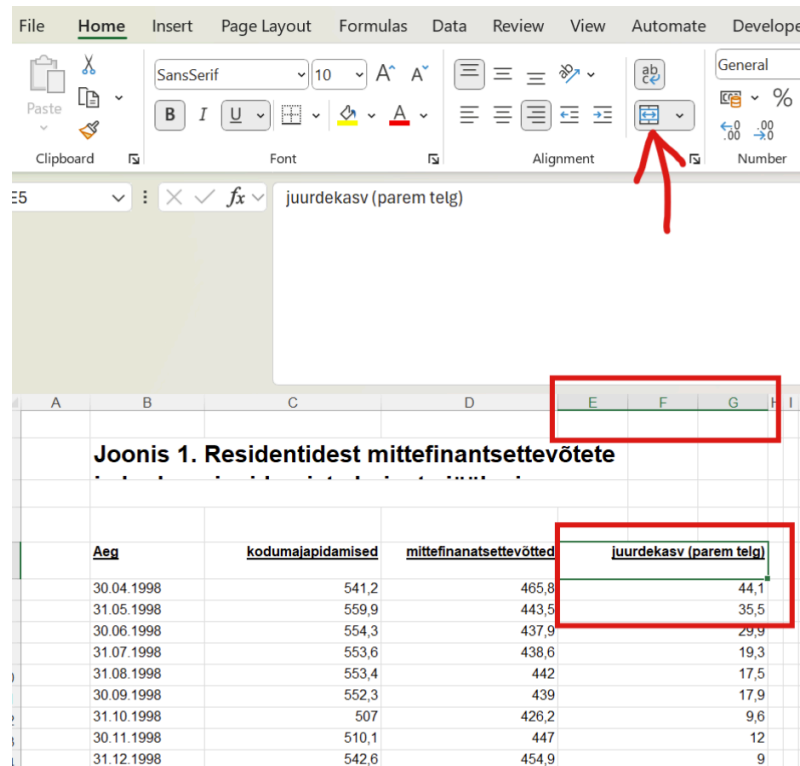 File Home Insert Page Layout Formulas Data Review View Automate Develope
SansSerif 10 A A ab c General
Paste B I U A % .00 .00
Clipboard Font Alignment Number
E5 fx juurdekasv (parem telg)
A B C D E F G H I
Joonis 1. Residentidest mittefinantsettevõtete
Aeg kodumajapidamised mittefinanatsettevõtted juurdekasv (parem telg)
30.04.1998 541,2 465,8 44,1
31.05.1998 559,9 443,5 35,5
30.06.1998 554,3 437,9 29,9
31.07.1998 553,6 438,6 19,3
31.08.1998 553,4 442 17,5
30.09.1998 552,3 439 17,9
31.10.1998 507 426,2 9,6
30.11.1998 510,1 447 12
31.12.1998 542,6 454,9 9